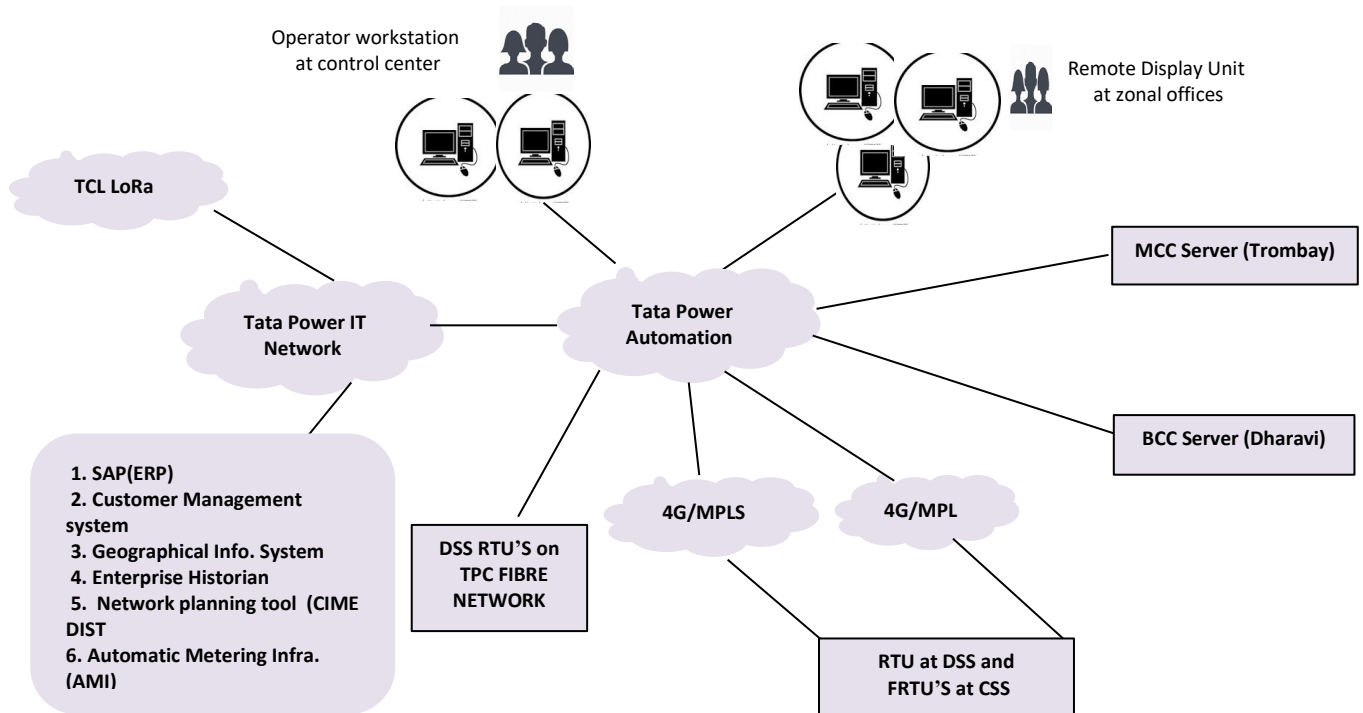 Operator workstation
at control center
Remote Display Unit
at zonal offices
TCL LoRa
MCC Server (Trombay)
Tata Power IT
Network
Tata Power
Automation
BCC Server (Dharavi)
1. SAP(ERP)
2. Customer Management
system
3. Geographical Info. System
4. Enterprise Historian
5. Network planning tool (CIME
DIST
6. Automatic Metering Infra.
(AMI)
DSS RTU’S on
TPC FIBRE
NETWORK
4G/MPLS
4G/MPL
RTU at DSS and
FRTU’S at CSS